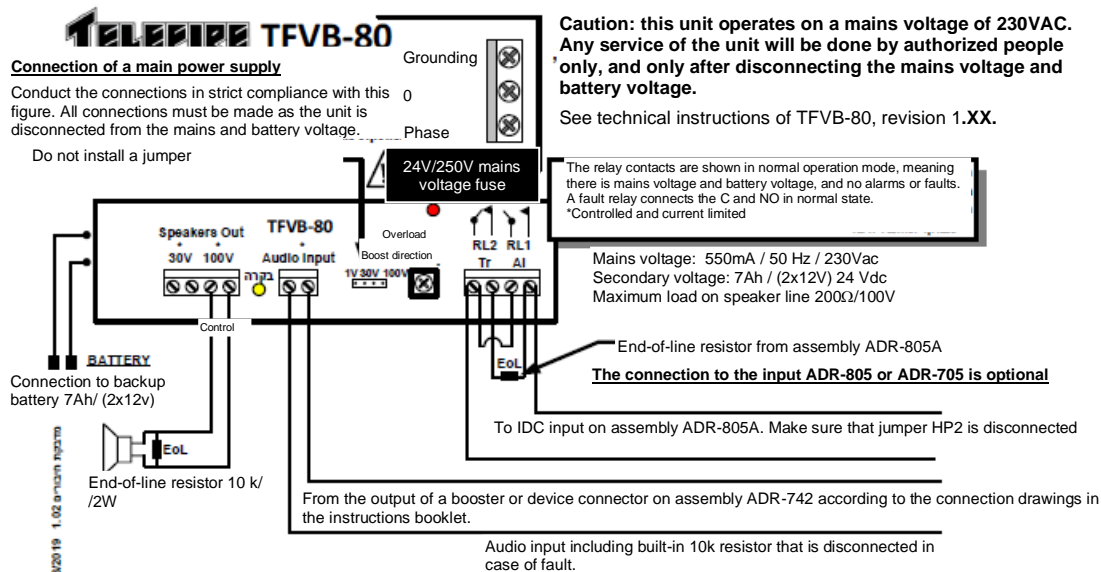 TELEFIRE TFVB-80
Connection of a main power supply
Conduct the connections in strict compliance with this
figure. All connections must be made as the unit is
disconnected from the mains and battery voltage.
Do not install a jumper
Grounding
0
Phase
24V/250V mains
voltage fuse
Caution: this unit operates on a mains voltage of 230VAC.
Any service of the unit will be done by authorized people
only, and only after disconnecting the mains voltage and
battery voltage.
See technical instructions of TFVB-80, revision 1.XX.
The relay contacts are shown in normal operation mode, meaning
there is mains voltage and battery voltage, and no alarms or faults.
A fault relay connects the C and NO in normal state.
*Controlled and current limited
Speakers Out
*
30V 100V
TFVB-80
*
Audio Input
בקרה
Overload
Boost direction
1V 30V 100V
RL2 RL1
Tr Al
Control
Mains voltage: 550mA / 50 Hz / 230Vac
Secondary voltage: 7Ah / (2x12V) 24 Vdc
Maximum load on speaker line 200Ω/100V
BATTERY
Connection to backup
battery 7Ah/ (2x12v)
EoL
End-of-line resistor from assembly ADR-805A
The connection to the input ADR-805 or ADR-705 is optional
To IDC input on assembly ADR-805A. Make sure that jumper HP2 is disconnected
EoL
End-of-line resistor 10 k/
/2W
From the output of a booster or device connector on assembly ADR-742 according to the connection drawings in
the instructions booklet.
Audio input including built-in 10k resistor that is disconnected in
case of fault.
מדבקת חיבורים 1.02
/2019